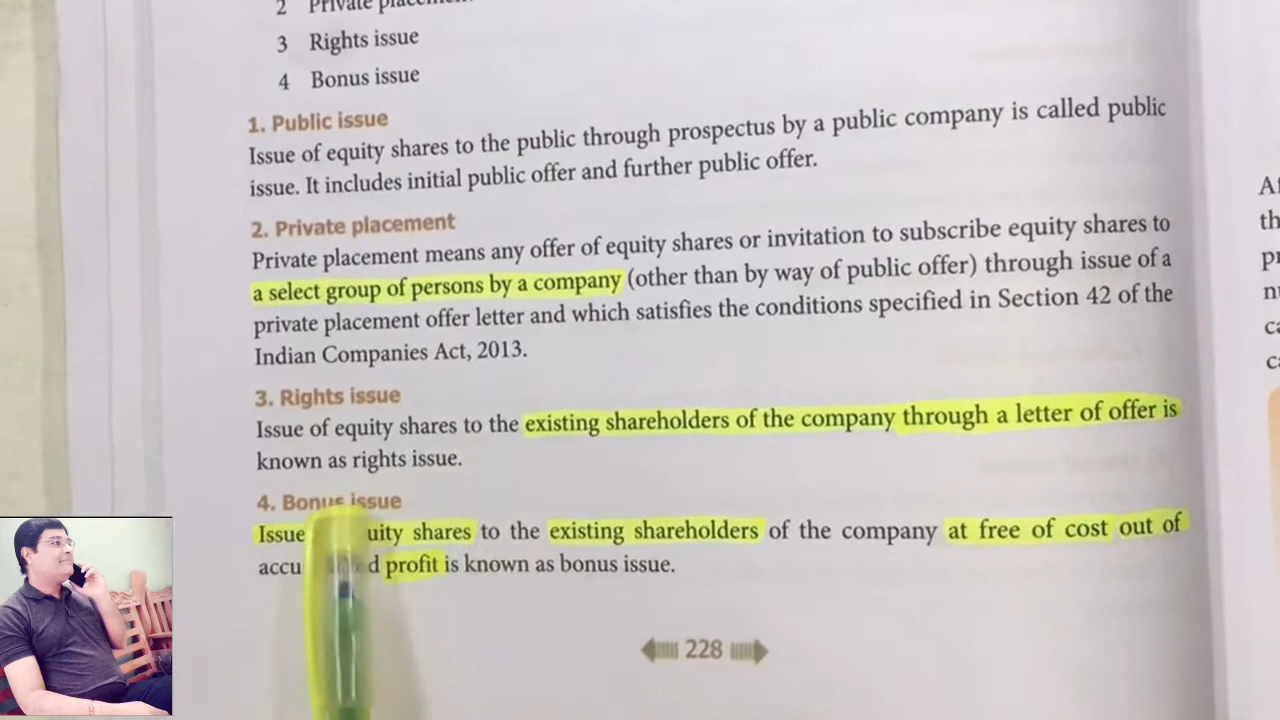 2 Private placement
3 Rights issue
4 Bonus issue
1. Public issue
Issue of equity shares to the public through prospectus by a public company is called public
issue. It includes initial public offer and further public offer.
2. Private placement
Private placement means any offer of equity shares or invitation to subscribe equity shares to
a select group of persons by a company (other than by way of public offer) through issue of a
private placement offer letter and which satisfies the conditions specified in Section 42 of the
Indian Companies Act, 2013.
3. Rights issue
Issue of equity shares to the existing shareholders of the company through a letter of offer is
known as rights issue.
4. Bonus issue
Issue uity shares to the existing shareholders of the company at free of cost out of
accu d profit is known as bonus issue.
228
th